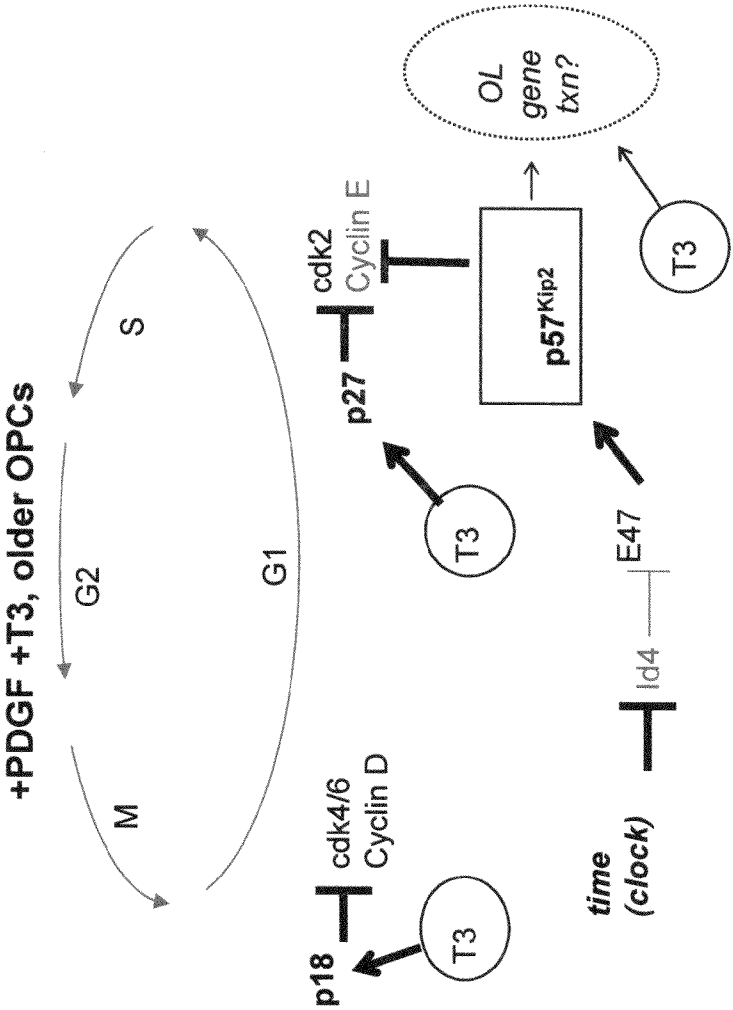 +PDGF +T3, older OPCs
M
G2
S
G1
p18
cdk4/6
Cyclin D
T3
p27
cdk2
Cyclin E
T3
time
(clock)
Id4
E47
p57Kip2
OL
gene
txn?
T3